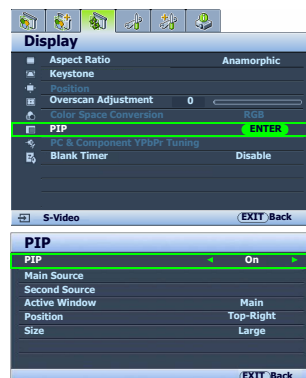 Display
Aspect Ratio Anamorphic
Keystone
Position
Overscan Adjustment 0
Color Space Conversion RGB
PIP ENTER
PC & Component YPbPr Tuning
Blank Timer Disable
S-Video EXIT Back
PIP
PIP On
Main Source
Second Source
Active Window Main
Position Top-Right
Size Large
EXIT Back